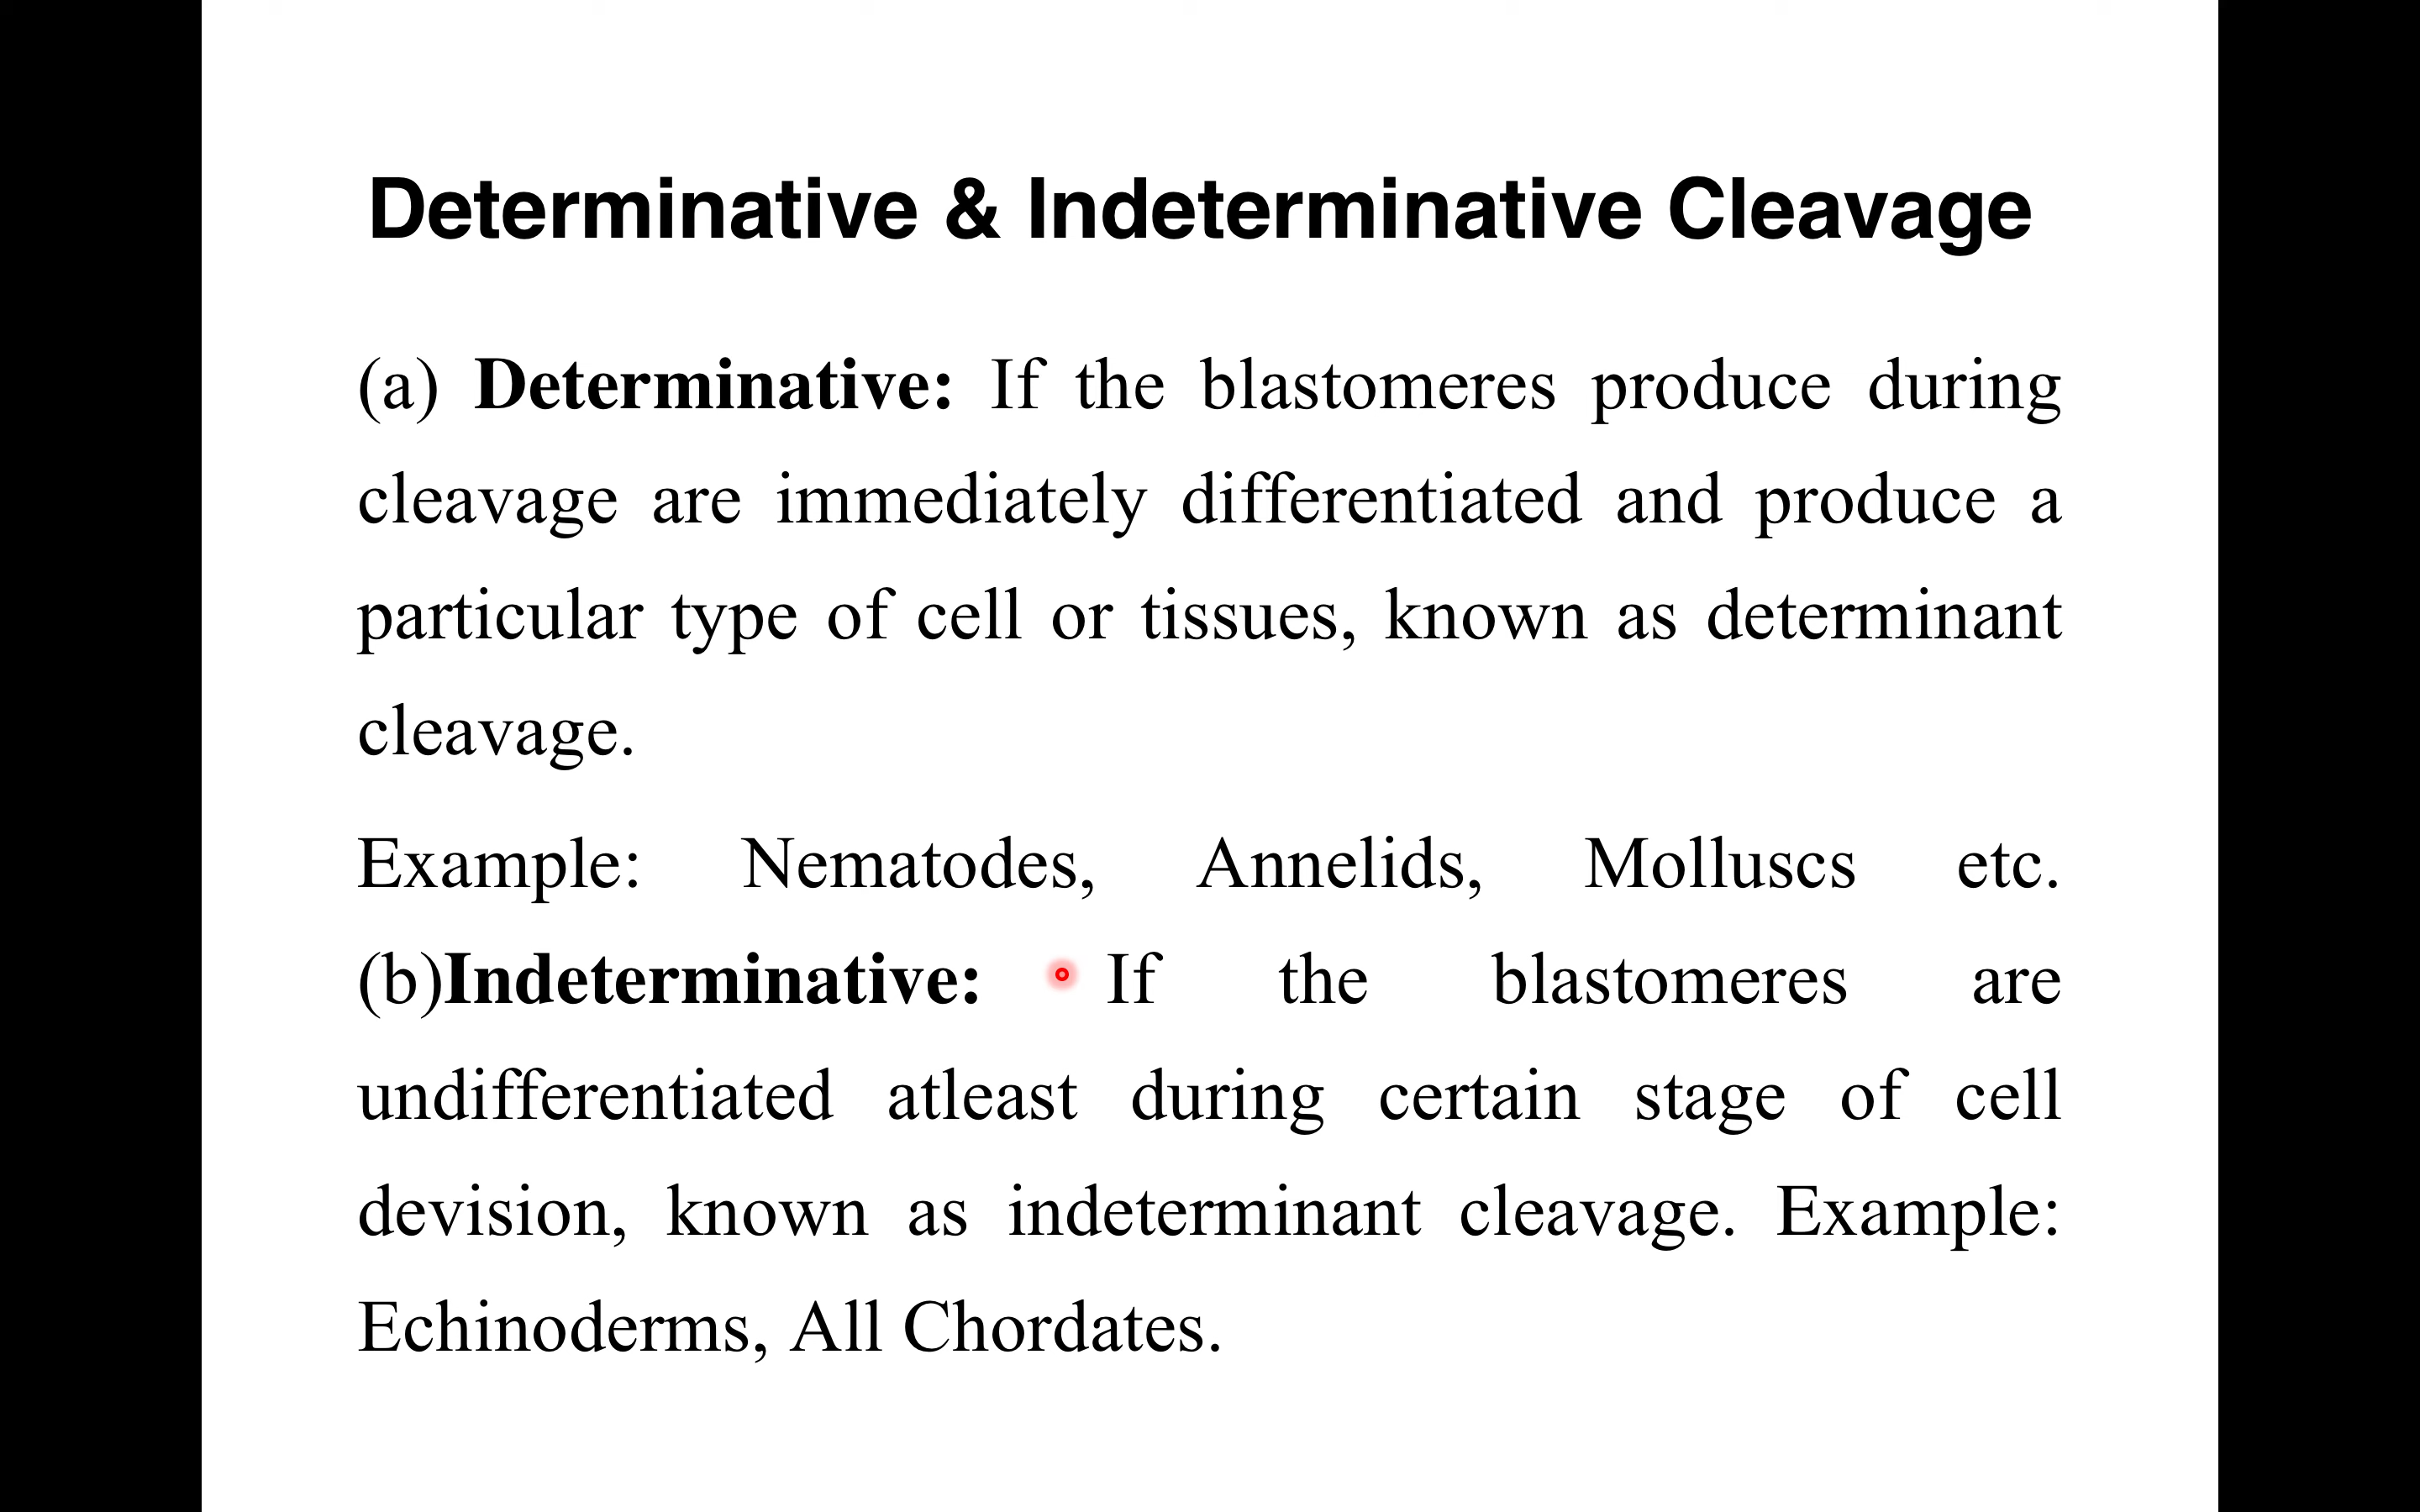 Determinative & Indeterminative Cleavage
(a) Determinative: If the blastomeres produce during
cleavage are immediately differentiated and produce a
particular type of cell or tissues, known as determinant
cleavage.
Example: Nematodes, Annelids, Molluscs etc.
(b)Indeterminative: If the blastomeres are
undifferentiated atleast during certain stage of cell
devision, known as indeterminant cleavage. Example:
Echinoderms, All Chordates.